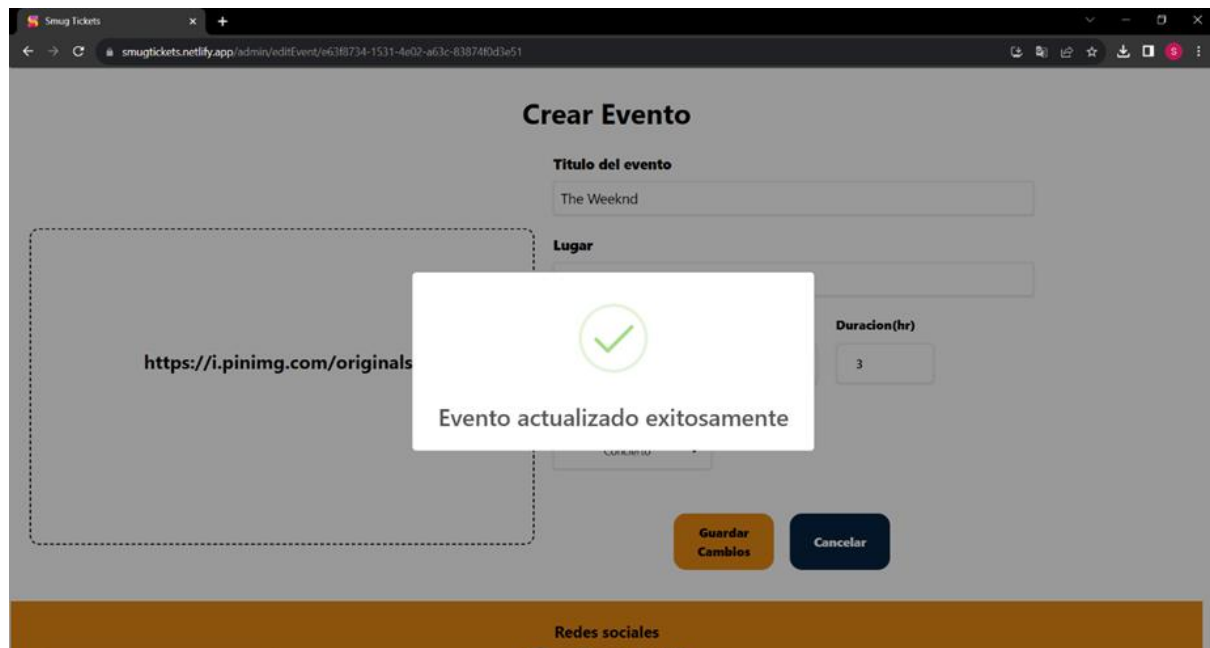 Smug Tickets
smugtickets.netlify.app/admin/editEvent/e63f8734-1531-4e02-a63c-83874f0d3e51
S
Crear Evento
Titulo del evento
The Weeknd
Lugar
Duracion(hr)
https://i.pinimg.com/originals
3
Evento actualizado exitosamente
Concierto
Guardar
Cambios
Cancelar
Redes sociales